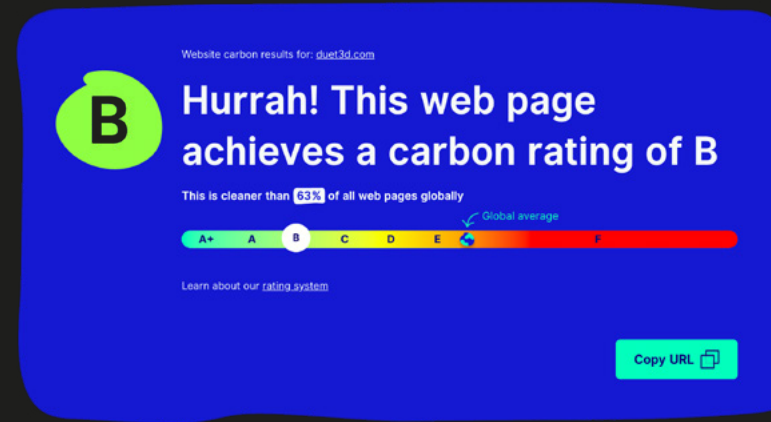 Website carbon results for: duet3d.com
B
Hurrah! This web page
achieves a carbon rating of B
This is cleaner than 63% of all web pages globally
Global average
A+ A B C D E F
Learn about our rating system
Copy URL